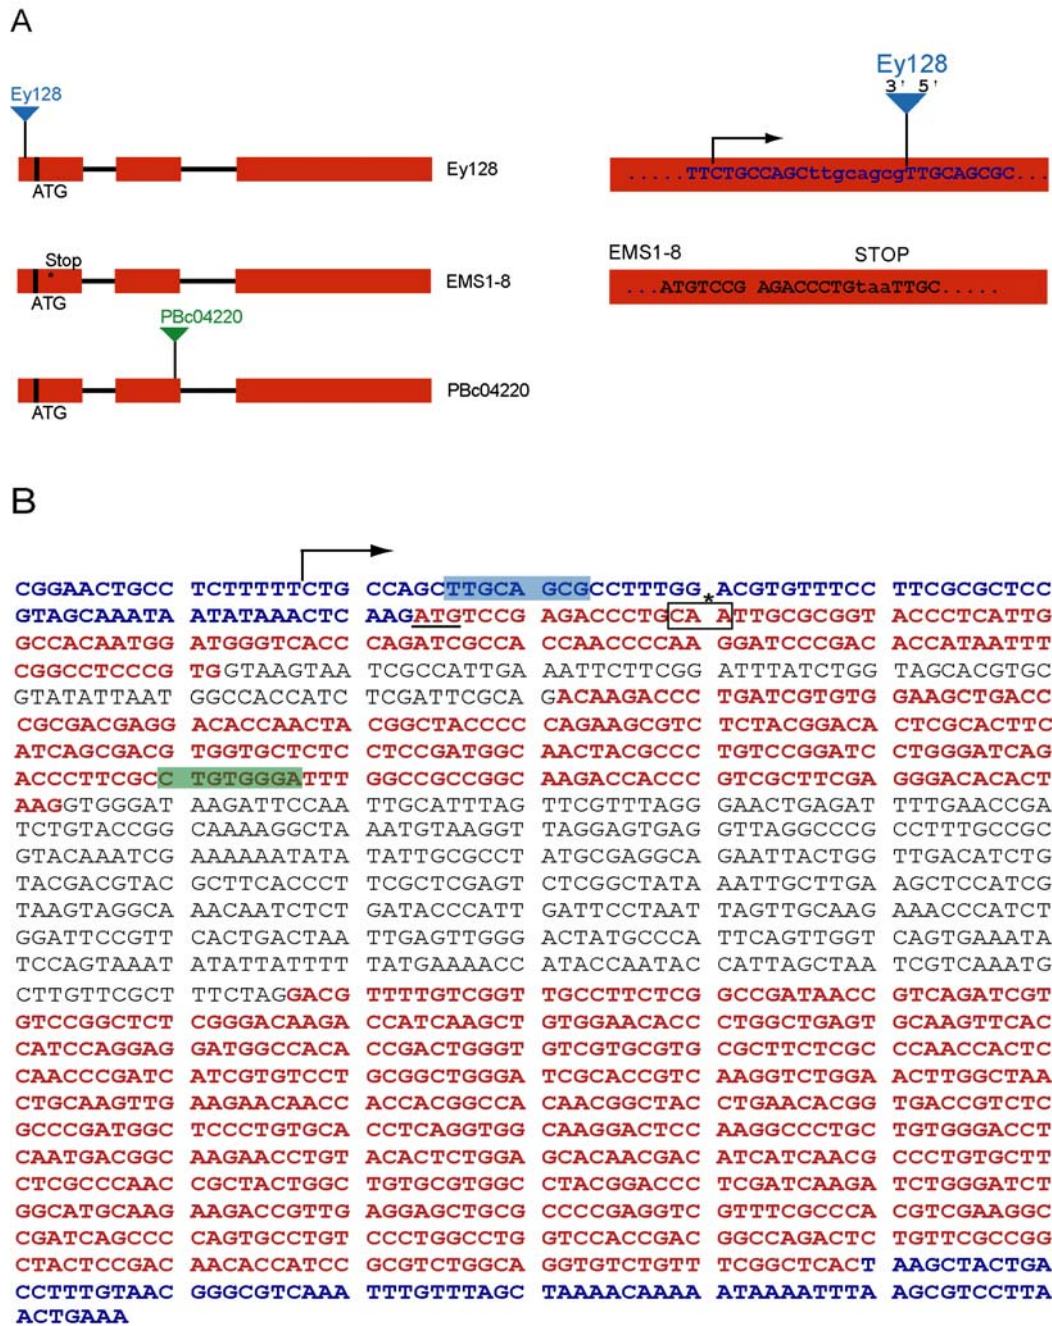 A
Ey128
ATG
Ey128
Stop
*
ATG
EMS1-8
PBc04220
ATG
PBc04220
Ey128
3' 5'
.....TTCTGCCAGCttgcagcgTTGCAGCGC...
EMS1-8 STOP
...ATGTCCG AGACCCTGtaaTTGC.....
B
CGGAACTGCC TCTTTTTCTG CCAGCTTGCA GCGCCTTTGG ACGTGTTTCC TTCGCGCTCC
*
GTAGCAAATA ATATAAACTC AAGATGTCCG AGACCCTGCA ATTGCGCGGT ACCCTCATGG
GCCACAATGG ATGGGTCACC CAGATCGCCA CCAACCCCAA GGATCCCGAC ACCATAATTT
CGGCCTCCCG TGGTAAGTAA TCGCCATTGA AATTCTTCGG ATTTATCTGG TAGCACGTGC
GTATATTAAT GGCCACCATC TCGATTCGCA GACAAGACCC TGATCGTGTG GAAGCTGACC
CGCGACGAGG ACACCAACTA CGGCTACCCC CAGAAGCGTC TCTACGGACA CTCGCACTTC
ATCAGCGACG TGGTGCTCTC CTCCGATGGC AACTACGCCC TGTCCGGATC CTGGGATCAG
ACCCTTCGCC TGTGGGATTT GGCCGCCGGC AAGACCACCC GTCGCTTCGA GGGACACACT
AAGGTGGGAT AAGATTCCAA TTGCATTTAG TTCGTTTAGG GAACTGAGAT TTTGAACCGA
TCTGTACCGG CAAAAGGCTA AATGTAAGGT TAGGAGTGAG GTTAGGCCCG CCTTTGCCGC
GTACAAATCG AAAAAATATA TATTGCGCCT ATGCGAGGCA GAATTACTGG TTGACATCTG
TACGACGTAC GCTTCACCCT TCGCTCGAGT CTCGGCTATA AATTGCTTGA AGCTCCATCG
TAAGTAGGCA AACAATCTCT GATACCCATT GATTCCTAAT TAGTTGCAAG AAACCCATCT
GGATTCCGTT CACTGACTAA TTGAGTTGGG ACTATGCCCA TTCAGTTGGT CAGTGAAATA
TCCAGTAAAT ATATTATTTT TATGAAAACC ATACCAATAC CATTAGCTAA TCGTCAAATG
CTTGTTCGCT TTCTAGGACG TTTTGTCGGT TGCCTTCTCG GCCGATAACC GTCAGATCGT
GTCCGGCTCT CGGGACAAGA CCATCAAGCT GTGGAACACC CTGGCTGAGT GCAAGTTCAC
CATCCAGGAG GATGGCCACA CCGACTGGGT GTCGTGCGTG CGCTTCTCGC CCAACCACTC
CAACCCGATC ATCGTGTCCT GCGGCTGGGA TCGCACCGTC AAGGTCTGGA ACTTGGCTAA
CTGCAAGTTG AAGAACAACC ACCACGGCCA CAACGGCTAC CTGAACACGG TGACCGTCTC
GCCCGATGGC TCCCTGTGCA CCTCAGGTGG CAAGGACTCC AAGGCCCTGC TGTGGGACCT
CAATGACGGC AAGAACCTGT ACACTCTGGA GCACAACGAC ATCATCAACG CCCTGTGCTT
CTCGCCCAAC CGCTACTGGC TGTGCGTGGC CTACGGACCC TCGATCAAGA TCTGGGATCT
GGCATGCAAG AAGACCGTTG AGGAGCTGCG CCCCGAGGTC GTTTCGCCCA CGTCGAAGGC
CGATCAGCCC CAGTGCCTGT CCCTGGCCTG GTCCACCGAC GGCCAGACTC TGTTCGCCGG
CTACTCCGAC AACACCATCC GCGTCTGGCA GGTGTCTGTT TCGGCTCACT AAGCTACTGA
CCTTTGTAAC GGGCGTCAAA TTTGTTTAGC TAAAACAAAA ATAAAATTTA AGCGTCCTTA
ACTGAAA